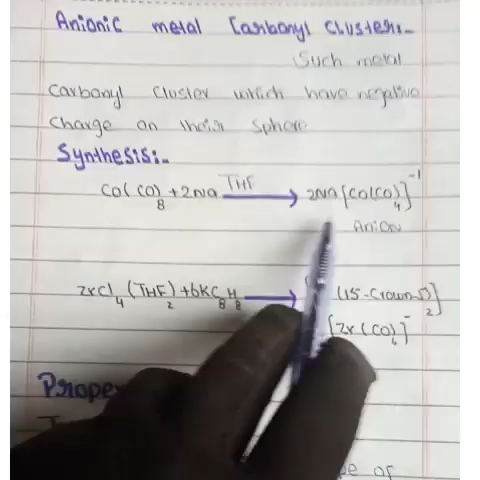 Anionic metal Carbonyl Clusters:-
Such metal
Carbonyl Cluster which have negative
Charge on their Sphere
Synthesis:-
Co(CO)8 + 2Na THF → 2Na[Co(CO)4]-1
Anion
ZrCl4(THF)2 + 6KC8H8 → (15-Crown-5)2]
[Zr(CO)6]-
Prope
of